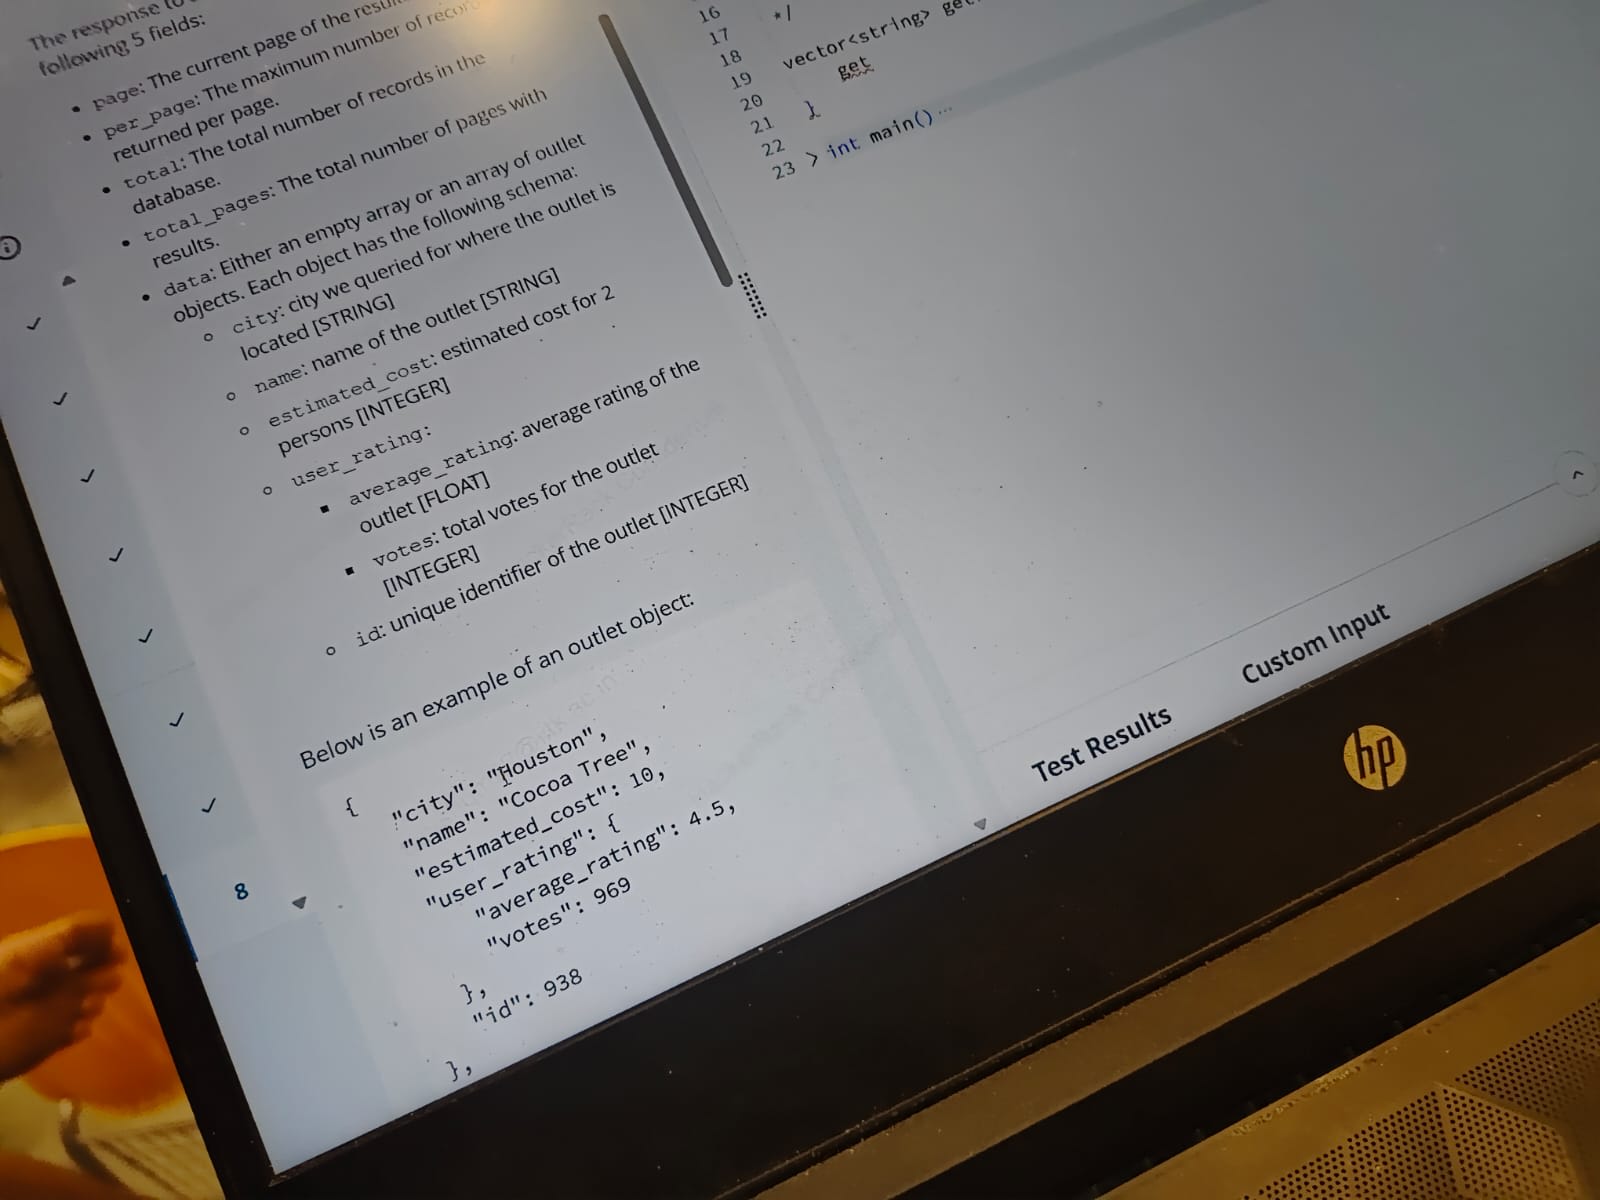 The response to
following 5 fields:
page: The current page of the
per_page: The maximum number of
returned per page.
total: The total number of records in the
database.
total_pages: The total number of pages with
results.
data: Either an empty array or an array of outlet
objects. Each object has the following schema:
city: city we queried for where the outlet is
located [STRING]
name: name of the outlet [STRING]
estimated_cost: estimated cost for 2
persons [INTEGER]
user_rating:
average_rating: average rating of the
outlet [FLOAT]
votes: total votes for the outlet
[INTEGER]
id: unique identifier of the outlet [INTEGER]
Below is an example of an outlet object:
{
"city": "Houston",
"name": "Cocoa Tree",
"estimated_cost": 10,
"user_rating": {
"average_rating": 4.5,
"votes": 969
},
"id": 938
},
8
16
17 */
18
19 vector<string>
20 get
21 }
22
23 > int main()...
Test Results
Custom Input
hp